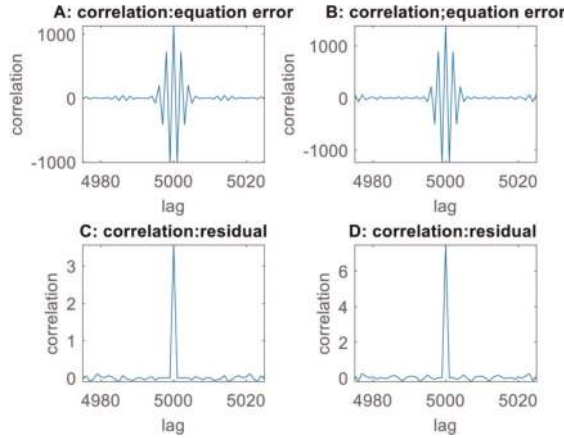 A: correlation:equation error
B: correlation;equation error
1000
0
-1000
correlation
4980 5000 5020
lag
1000
0
-1000
correlation
4980 5000 5020
lag
C: correlation:residual
D: correlation:residual
3
2
1
0
correlation
4980 5000 5020
lag
6
4
2
0
correlation
4980 5000 5020
lag